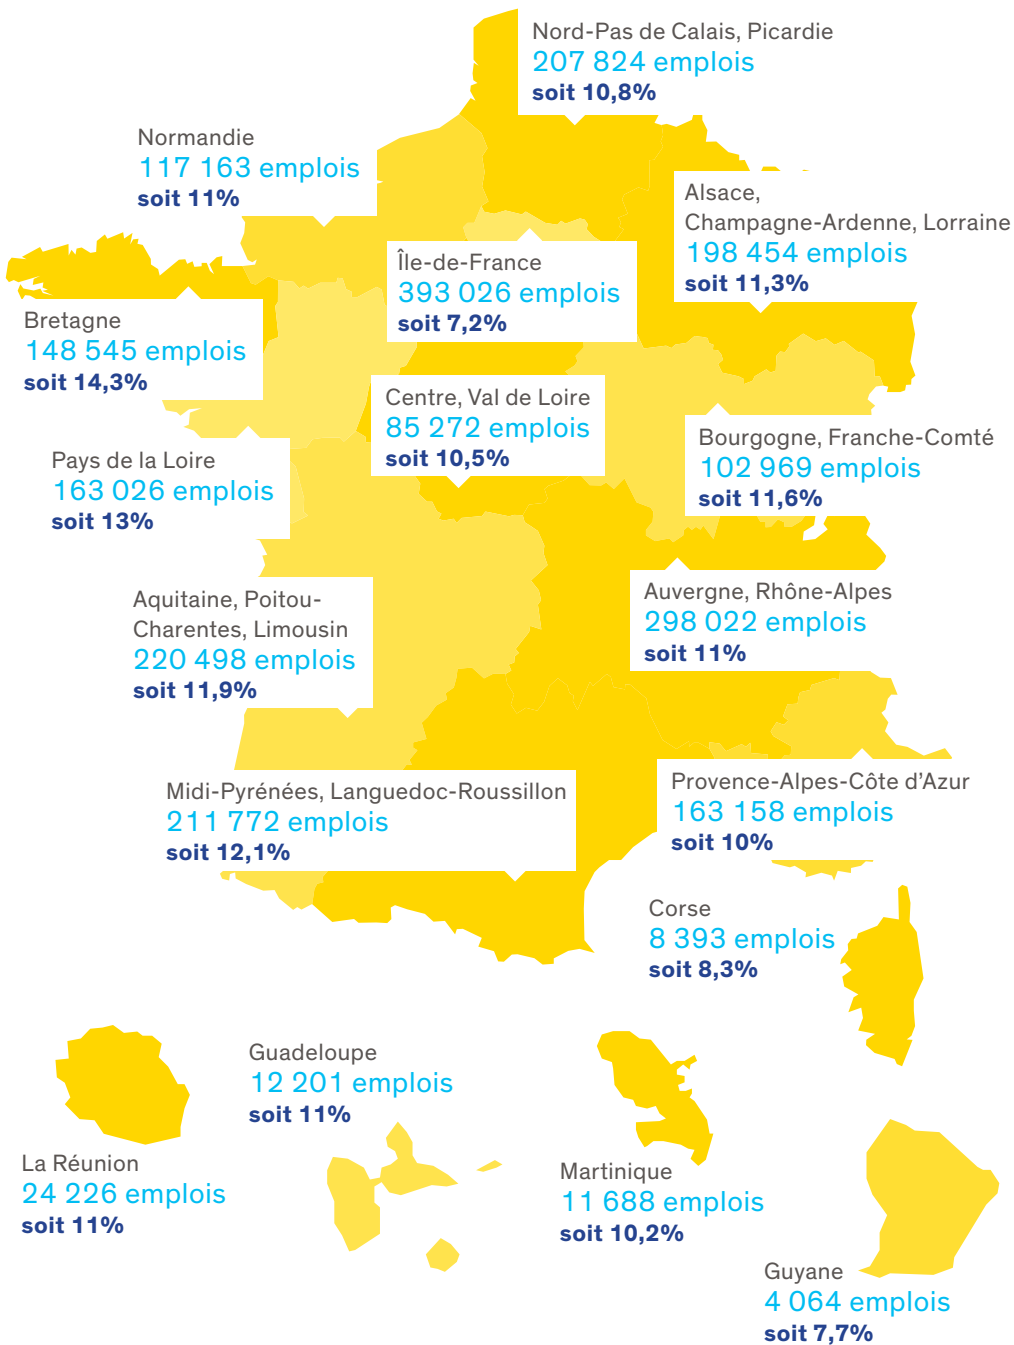 Nord-Pas de Calais, Picardie
207 824 emplois
soit 10,8%
Normandie
117 163 emplois
soit 11%
Alsace,
Champagne-Ardenne, Lorraine
198 454 emplois
soit 11,3%
Île-de-France
393 026 emplois
soit 7,2%
Bretagne
148 545 emplois
soit 14,3%
Centre, Val de Loire
85 272 emplois
soit 10,5%
Bourgogne, Franche-Comté
102 969 emplois
soit 11,6%
Pays de la Loire
163 026 emplois
soit 13%
Aquitaine, Poitou-
Charentes, Limousin
220 498 emplois
soit 11,9%
Auvergne, Rhône-Alpes
298 022 emplois
soit 11%
Midi-Pyrénées, Languedoc-Roussillon
211 772 emplois
soit 12,1%
Provence-Alpes-Côte d’Azur
163 158 emplois
soit 10%
Corse
8 393 emplois
soit 8,3%
Guadeloupe
12 201 emplois
soit 11%
La Réunion
24 226 emplois
soit 11%
Martinique
11 688 emplois
soit 10,2%
Guyane
4 064 emplois
soit 7,7%